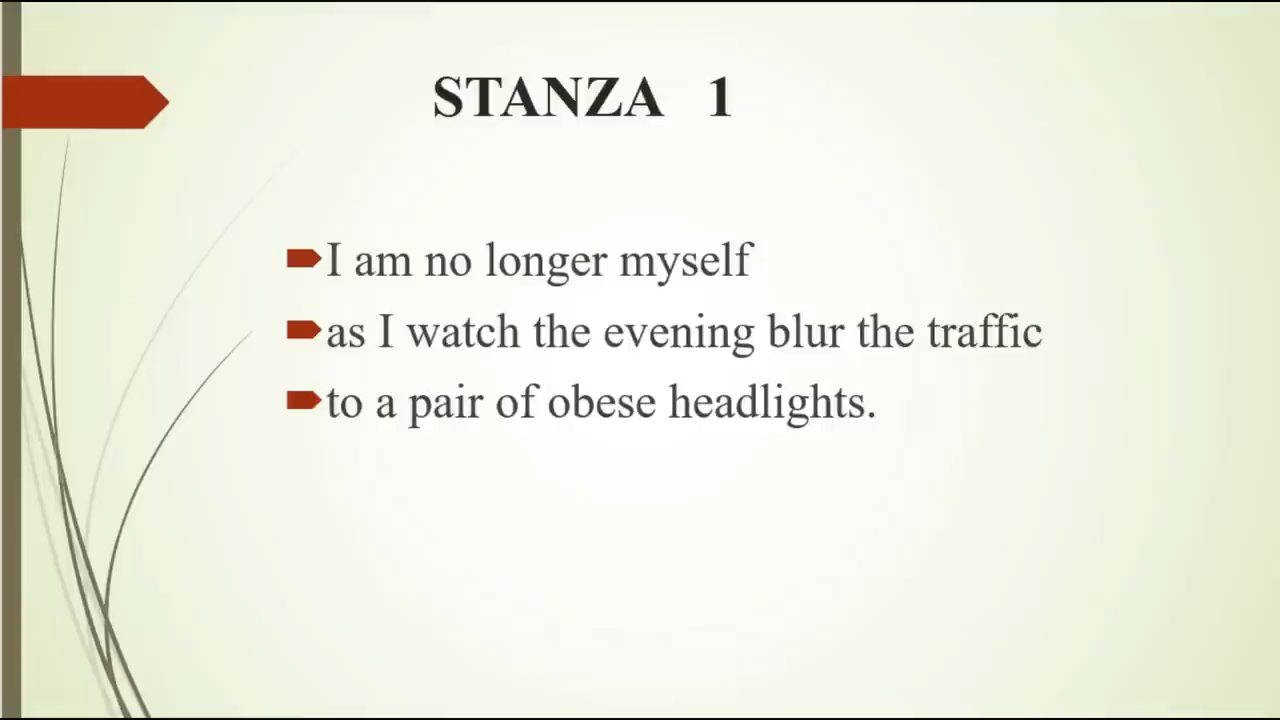 STANZA 1
I am no longer myself
as I watch the evening blur the traffic
to a pair of obese headlights.